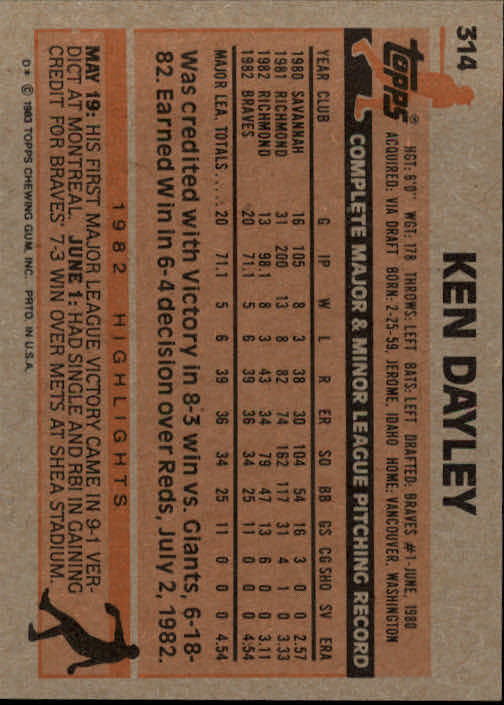 314
KEN DAYLEY
topps®
HGT: 6'0" WGT: 178 THROWS: LEFT BATS: LEFT DRAFTED: BRAVES #1-JUNE, 1980
ACQUIRED: VIA DRAFT BORN: 2-25-59, JEROME, IDAHO HOME: VANCOUVER, WASHINGTON
COMPLETE MAJOR & MINOR LEAGUE PITCHING RECORD
YEAR CLUB G IP W L R ER SO BB GS CG SHO SV ERA
1980 SAVANNAH 16 105 8 3 38 30 104 54 16 3 0 0 2.57
1981 RICHMOND 31 200 13 8 82 74 162 117 31 4 1 0 3.33
1982 RICHMOND 13 98.1 8 3 43 34 79 47 13 6 0 0 3.11
1982 BRAVES 20 71.1 5 6 39 36 34 25 11 0 0 0 4.54
MAJOR LEA. TOTALS..... 20 71.1 5 6 39 36 34 25 11 0 0 0 4.54
Was credited with Victory in 8-3 win vs. Giants, 6-18-
82. Earned Win in 6-4 decision over Reds, July 2, 1982.
1982 HIGHLIGHTS
MAY 19: HIS FIRST MAJOR LEAGUE VICTORY CAME IN 9-1 VER-
DICT AT MONTREAL. JUNE 1: HAD SINGLE AND RBI IN GAINING
CREDIT FOR BRAVES' 7-3 WIN OVER METS AT SHEA STADIUM.
D* © 1983 TOPPS CHEWING GUM, INC. PRTD. IN U.S.A.